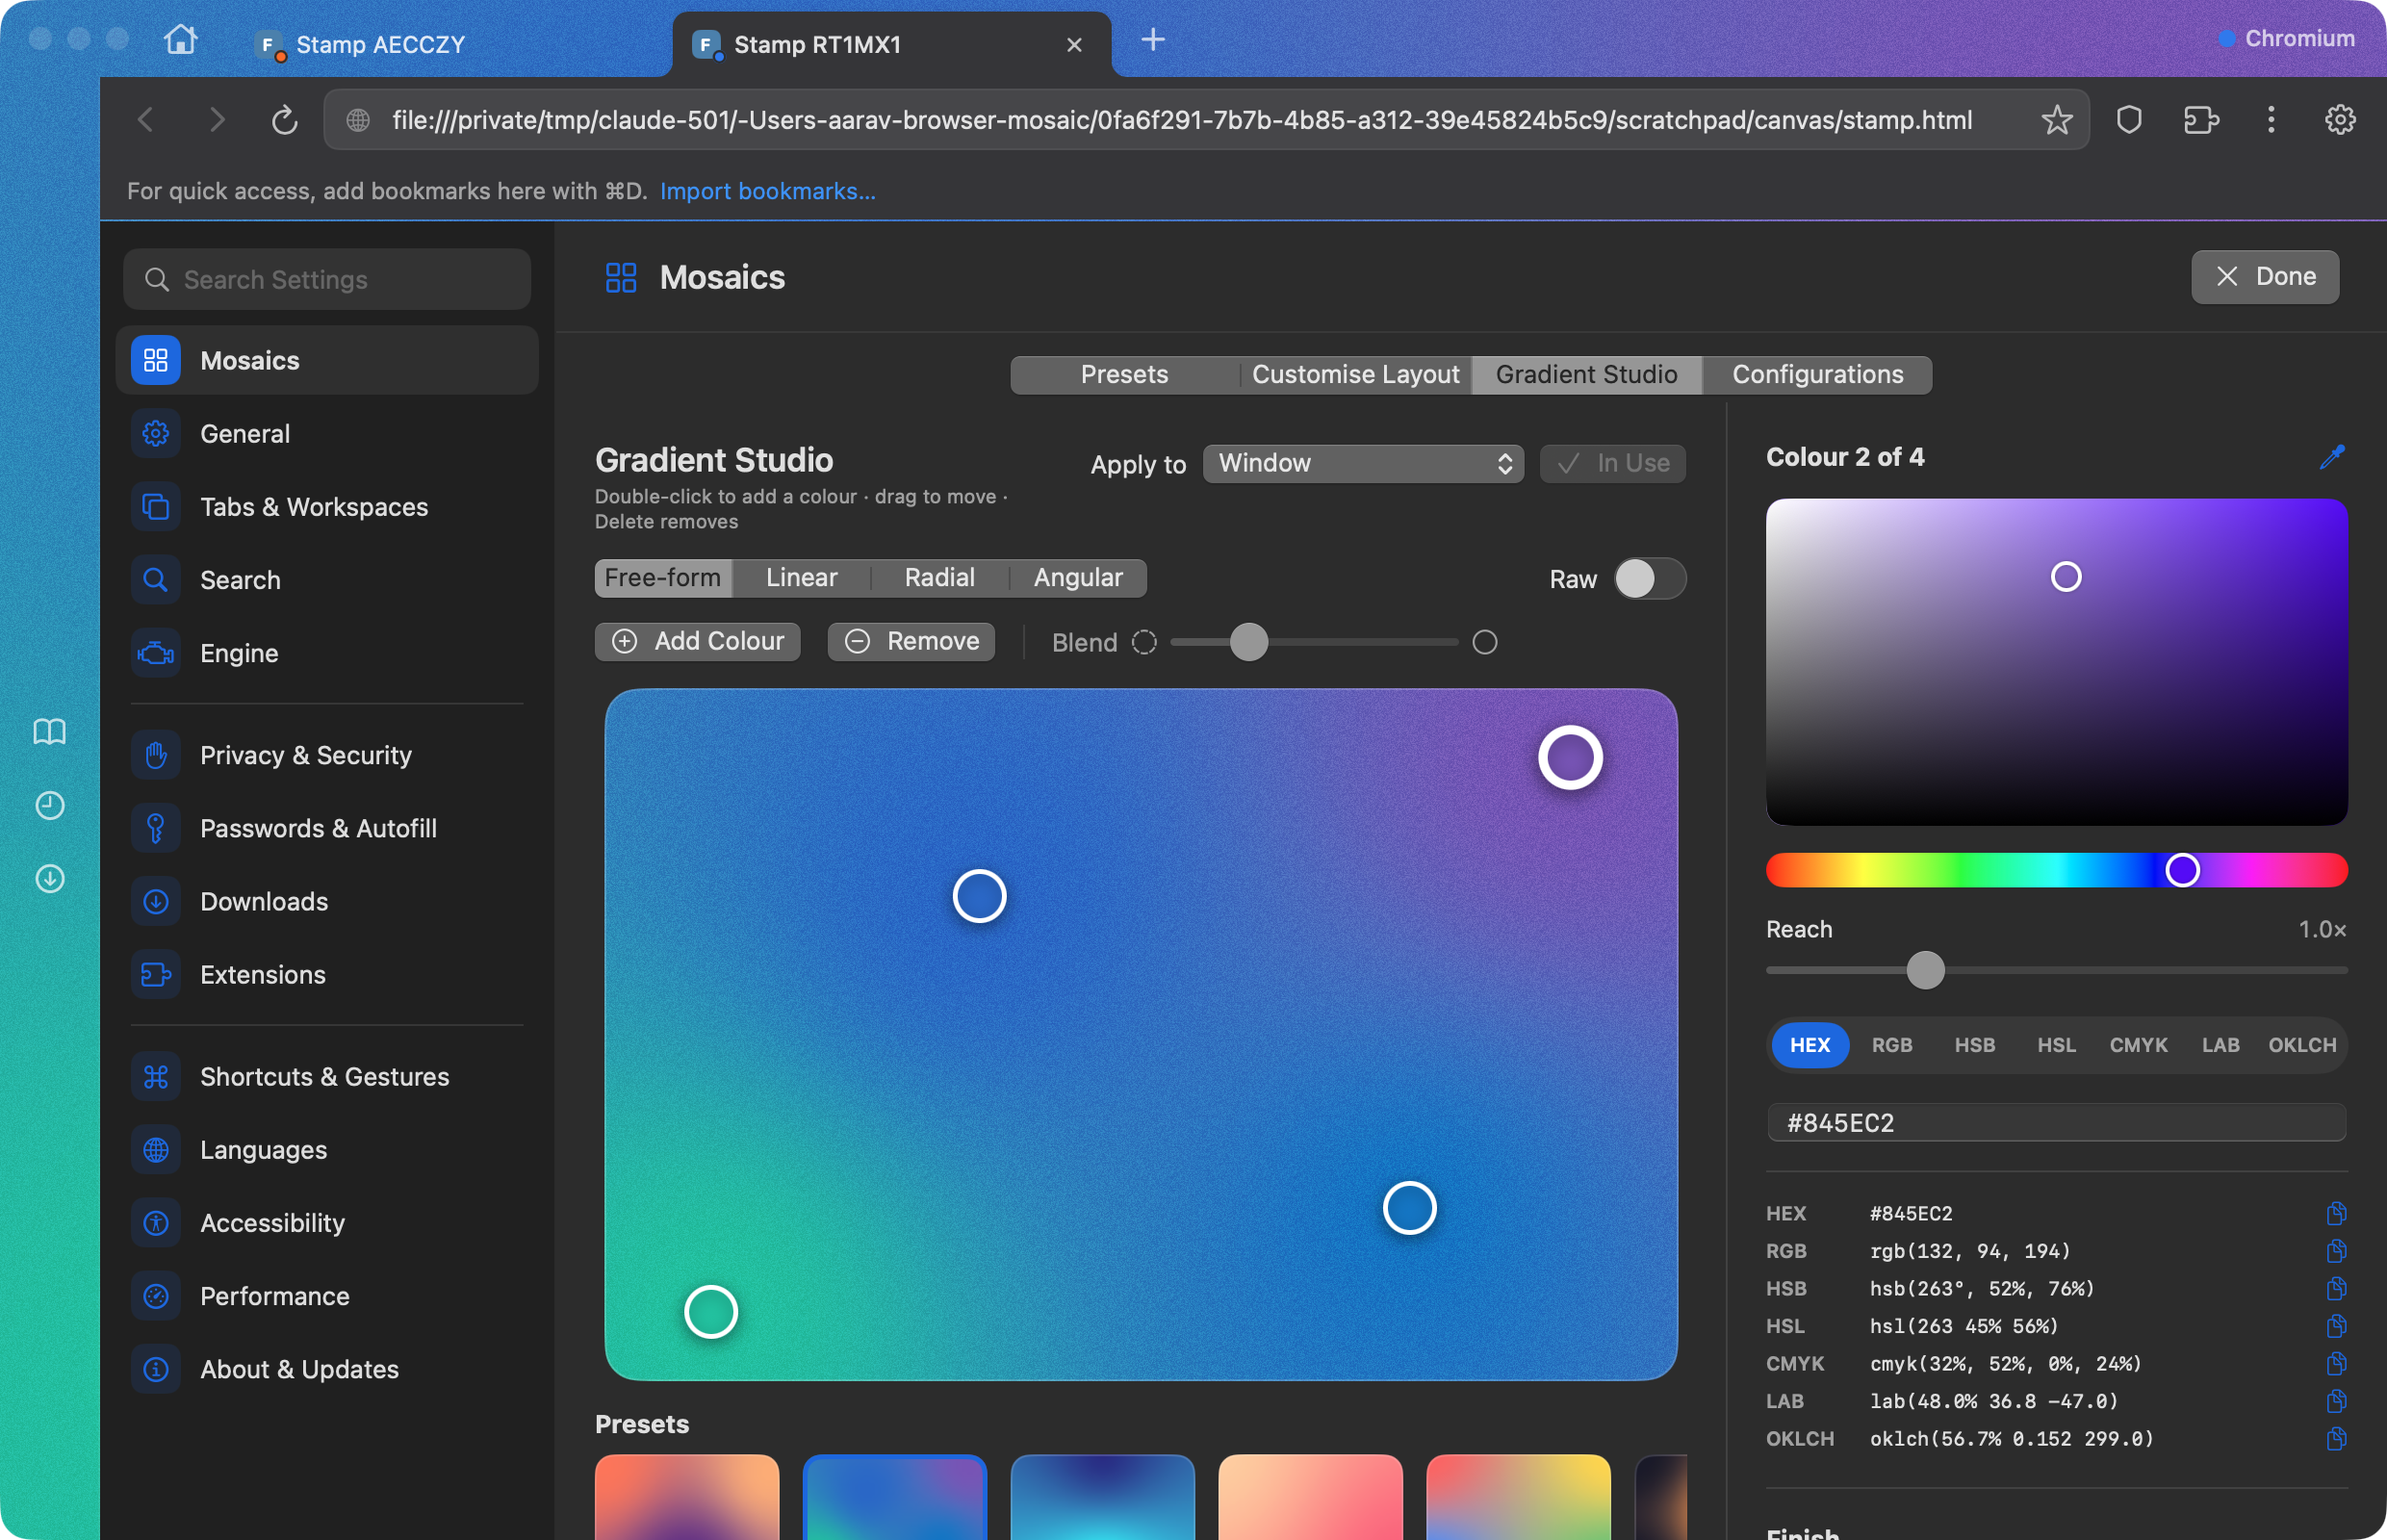 F Stamp AECCZY
F Stamp RT1MX1
Chromium
file:///private/tmp/claude-501/-Users-aarav-browser-mosaic/0fa6f291-7b7b-4b85-a312-39e45824b5c9/scratchpad/canvas/stamp.html
For quick access, add bookmarks here with ⌘D. Import bookmarks...
Search Settings
Mosaics
General
Tabs & Workspaces
Search
Engine
Privacy & Security
Passwords & Autofill
Downloads
Extensions
Shortcuts & Gestures
Languages
Accessibility
Performance
About & Updates
Mosaics
Done
Presets
Customise Layout
Gradient Studio
Configurations
Gradient Studio
Double-click to add a colour · drag to move ·
Delete removes
Apply to
Window
In Use
Free-form
Linear
Radial
Angular
Raw
Add Colour
Remove
Blend
Presets
Colour 2 of 4
Reach
1.0×
HEX
RGB
HSB
HSL
CMYK
LAB
OKLCH
#845EC2
HEX #845EC2
RGB rgb(132, 94, 194)
HSB hsb(263°, 52%, 76%)
HSL hsl(263 45% 56%)
CMYK cmyk(32%, 52%, 0%, 24%)
LAB lab(48.0% 36.8 −47.0)
OKLCH oklch(56.7% 0.152 299.0)
Finish